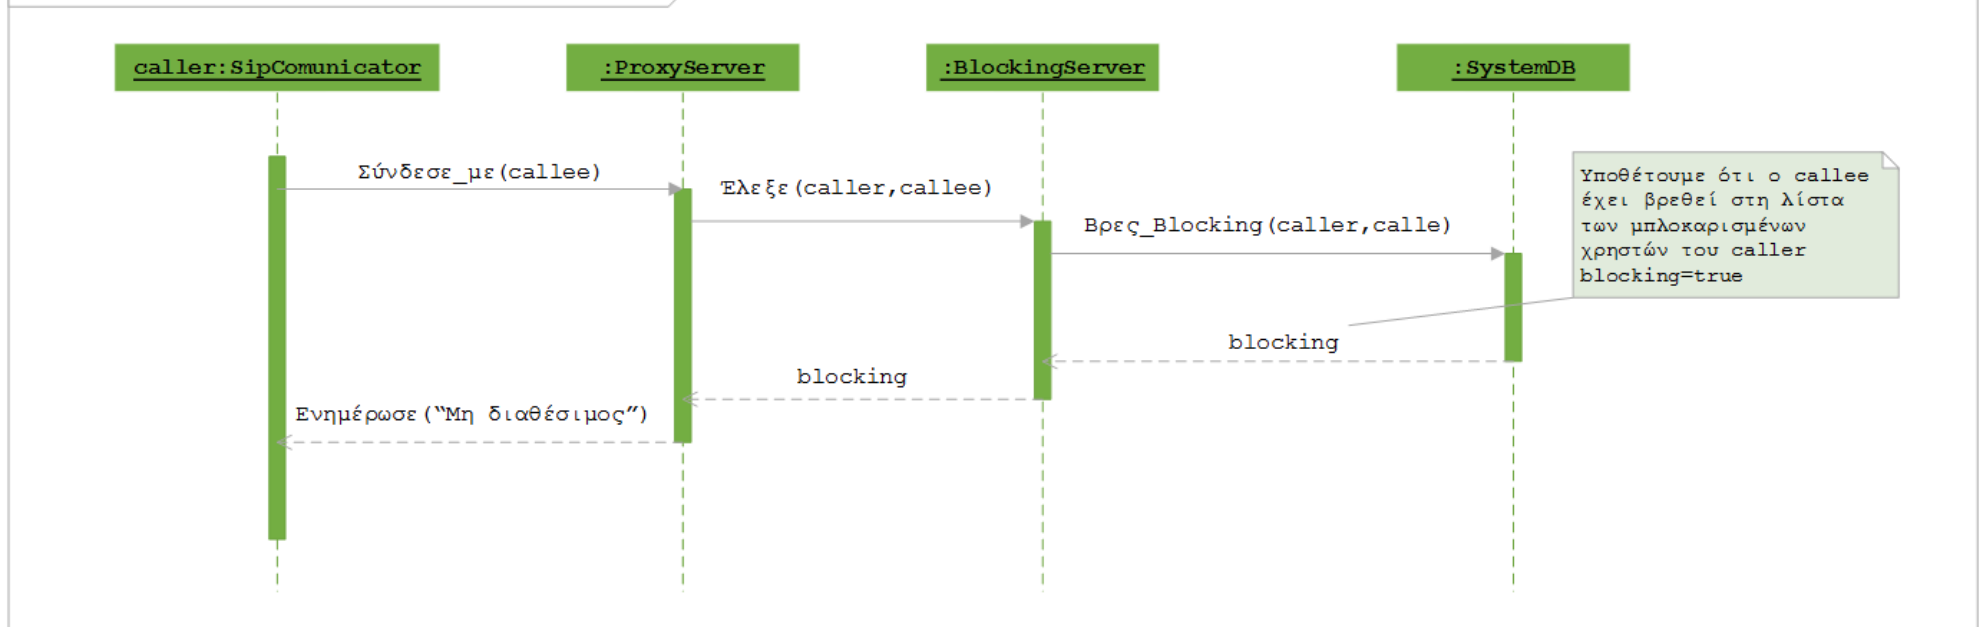 caller:SipComunicator
:ProxyServer
:BlockingServer
:SystemDB
Σύνδεσε_με(callee)
Έλεξε(caller,callee)
Βρες_Blocking(caller,calle)
Υποθέτουμε ότι ο callee
έχει βρεθεί στη λίστα
των μπλοκαρισμένων
χρηστών του caller
blocking=true
blocking
blocking
Ενημέρωσε(“Μη διαθέσιμος”)